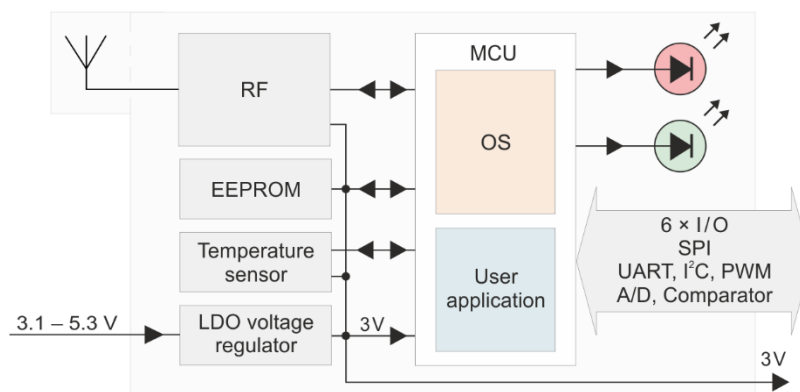 RF
MCU
OS
EEPROM
Temperature
sensor
User
application
6 × I/O
SPI
UART, I²C, PWM
A/D, Comparator
3.1 – 5.3 V
LDO voltage
regulator
3V
3V